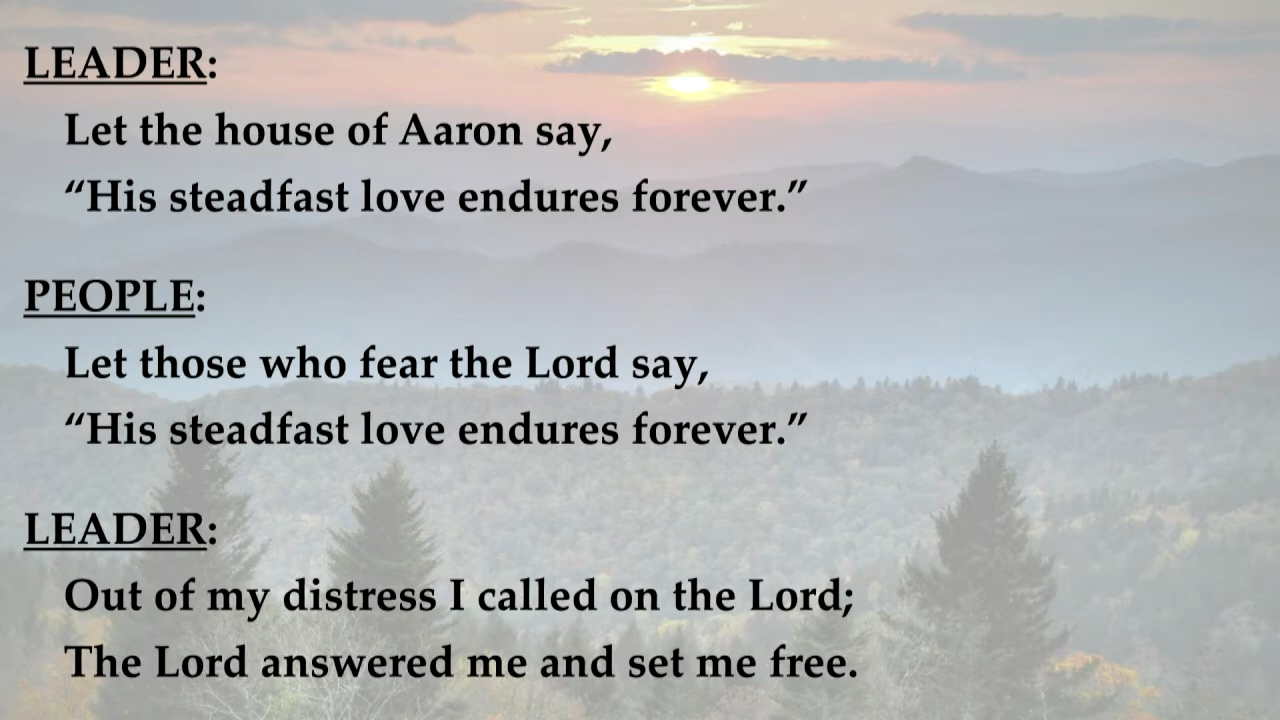 LEADER:
Let the house of Aaron say,
“His steadfast love endures forever.”
PEOPLE:
Let those who fear the Lord say,
“His steadfast love endures forever.”
LEADER:
Out of my distress I called on the Lord;
The Lord answered me and set me free.